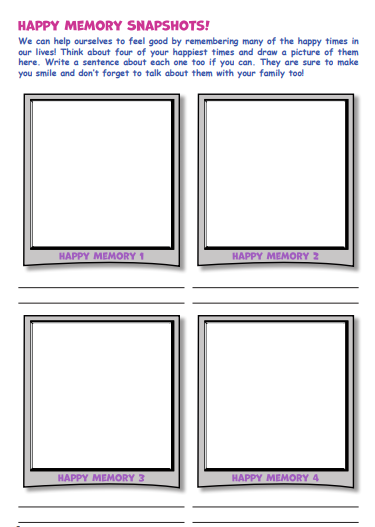 HAPPY MEMORY SNAPSHOTS!
We can help ourselves to feel good by remembering many of the happy times in
our lives! Think about four of your happiest times and draw a picture of them
here. Write a sentence about each one too if you can. They are sure to make
you smile and don't forget to talk about them with your family too!
HAPPY MEMORY 1
HAPPY MEMORY 2
HAPPY MEMORY 3
HAPPY MEMORY 4